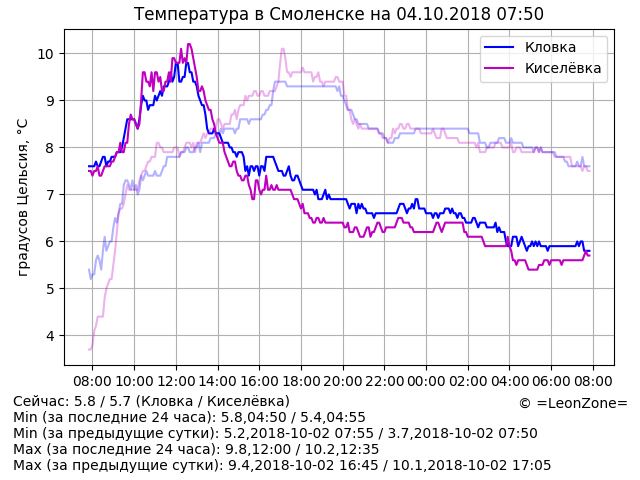 Температура в Смоленске на 04.10.2018 07:50
Кловка
Киселёвка
градусов Цельсия, °C
10
9
8
7
6
5
4
08:00 10:00 12:00 14:00 16:00 18:00 20:00 22:00 00:00 02:00 04:00 06:00 08:00
Сейчас: 5.8 / 5.7 (Кловка / Киселёвка)
© =LeonZone=
Min (за последние 24 часа): 5.8,04:50 / 5.4,04:55
Min (за предыдущие сутки): 5.2,2018-10-02 07:55 / 3.7,2018-10-02 07:50
Max (за последние 24 часа): 9.8,12:00 / 10.2,12:35
Max (за предыдущие сутки): 9.4,2018-10-02 16:45 / 10.1,2018-10-02 17:05